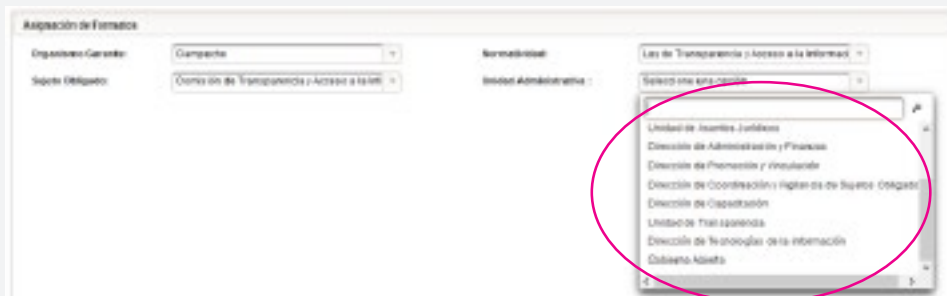 Asignación de Formatos
Organismo Garante: Campeche Normatividad: Ley de Transparencia y Acceso a la Informaci
Sujeto Obligado: Comisión de Transparencia y Acceso a la Inf Unidad Administrativa : Seleccione una opción
Unidad de Asuntos Jurídicos
Dirección de Administración y Finanzas
Dirección de Promoción y Vinculación
Dirección de Coordinación y Vigilancia de Sujetos Obligado
Dirección de Capacitación
Unidad de Transparencia
Dirección de Tecnologías de la Información
Gobierno Abierto